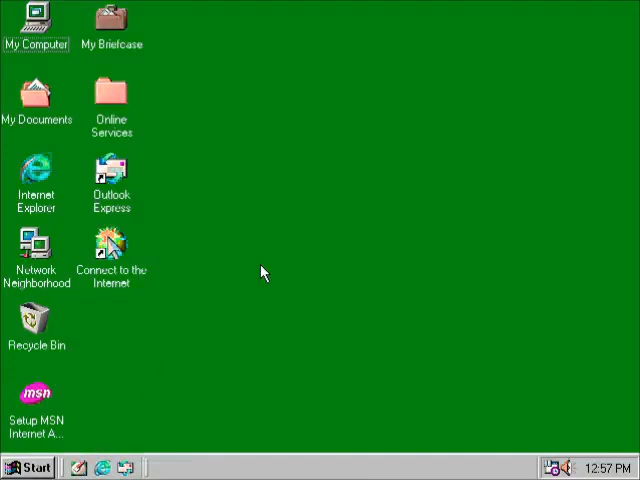 My Computer
My Briefcase
My Documents
Online
Services
Internet
Explorer
Outlook
Express
Network
Neighborhood
Connect to the
Internet
Recycle Bin
msn
Setup MSN
Internet A...
Start
12:57 PM